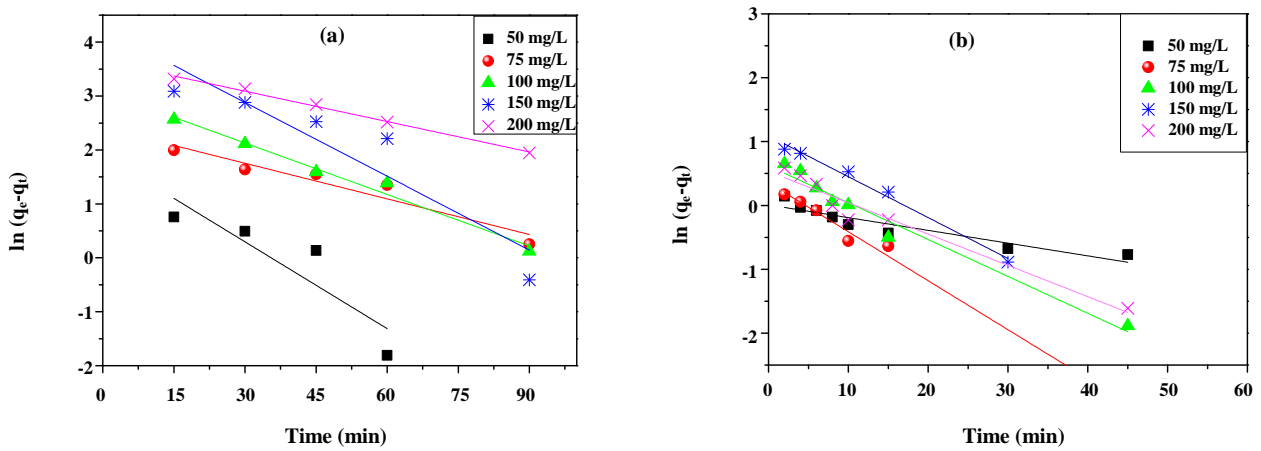 (a)
50 mg/L
75 mg/L
100 mg/L
150 mg/L
200 mg/L
4
3
2
1
0
-1
-2
0 15 30 45 60 75 90
ln (qe-qt)
Time (min)
(b)
50 mg/L
75 mg/L
100 mg/L
150 mg/L
200 mg/L
3
2
1
0
-1
-2
0 10 20 30 40 50 60
ln (qe-qt)
Time (min)